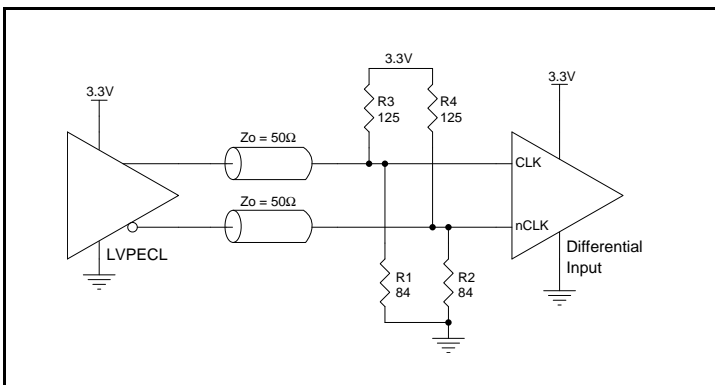 3.3V
3.3V
3.3V
R3
125
R4
125
Zo = 50Ω
CLK
Zo = 50Ω
nCLK
LVPECL
Differential
Input
R1
84
R2
84